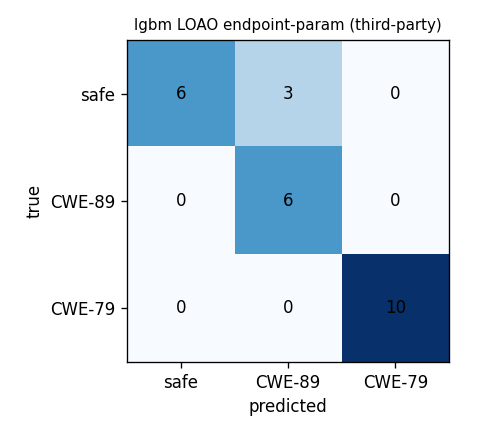 lgbm LOAO endpoint-param (third-party)
safe 6 3 0
true
CWE-89 0 6 0
CWE-79 0 0 10
safe CWE-89 CWE-79
predicted